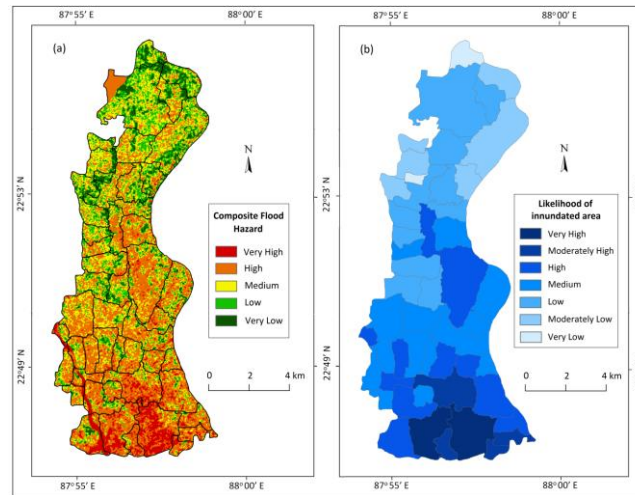 87°55' E
88°00' E
87°55' E
88°00' E
(a)
(b)
N
N
22°53' N
22°53' N
Composite Flood
Hazard
Very High
High
Medium
Low
Very Low
Likelihood of
innundated area
Very High
Moderately High
High
Medium
Low
Moderately Low
Very Low
22°49' N
22°49' N
0 2 4 km
0 2 4 km
87°55' E
88°00' E
87°55' E
88°00' E